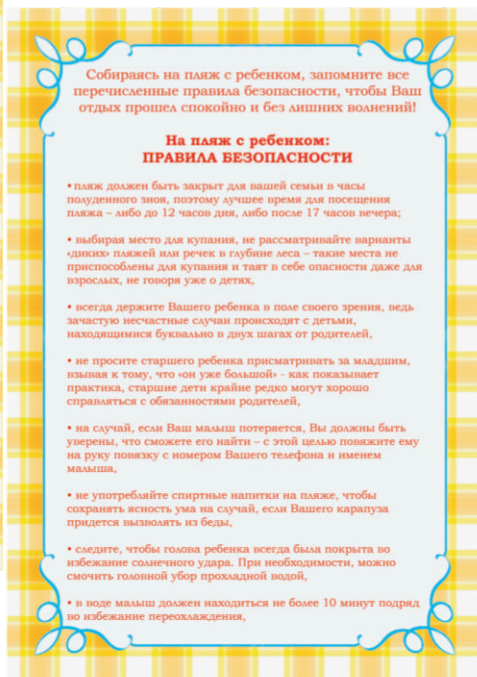 Собираясь на пляж с ребенком, запомните все
перечисленные правила безопасности, чтобы Ваш
отдых прошел спокойно и без лишних волнений!
На пляж с ребенком:
ПРАВИЛА БЕЗОПАСНОСТИ
• пляж должен быть закрыт для вашей семьи в часы
полуденного зноя, поэтому лучшее время для посещения
пляжа – либо до 12 часов дня, либо после 17 часов вечера;
• выбирая место для купания, не рассматривайте варианты
«диких» пляжей или речек в глубине леса – такие места не
приспособлены для купания и таят в себе опасности даже для
взрослых, не говоря уже о детях,
• всегда держите Вашего ребенка в поле своего зрения, ведь
зачастую несчастные случаи происходят с детьми,
находящимися буквально в двух шагах от родителей,
• не просите старшего ребенка присматривать за младшим,
взывая к тому, что «он уже большой» - как показывает
практика, старшие дети крайне редко могут хорошо
справляться с обязанностями родителей,
• на случай, если Ваш малыш потеряется, Вы должны быть
уверены, что сможете его найти – с этой целью повяжите ему
на руку повязку с номером Вашего телефона и именем
малыша,
• не употребляйте спиртные напитки на пляже, чтобы
сохранять ясность ума на случай, если Вашего карапуза
придется вызволять из беды,
• следите, чтобы голова ребенка всегда была покрыта во
избежание солнечного удара. При необходимости, можно
смочить головной убор прохладной водой,
• в воде малыш должен находиться не более 10 минут подряд
во избежание переохлаждения,